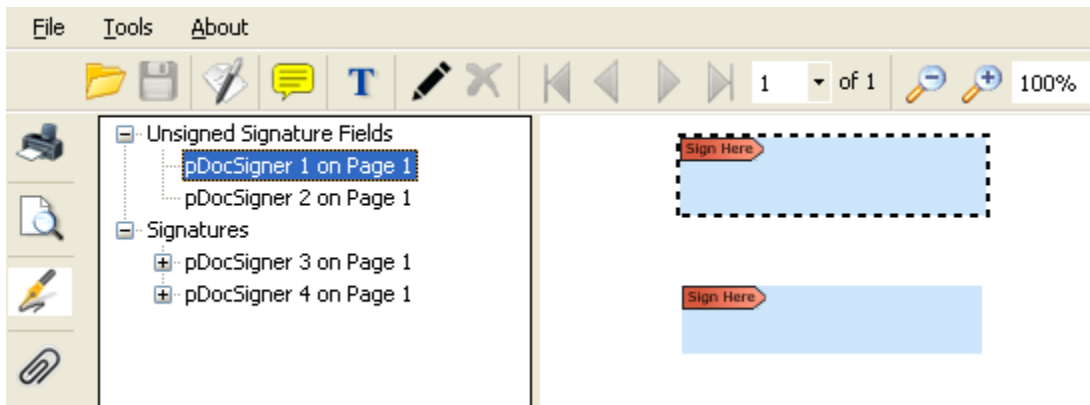 File Tools About
T 1 of 1 100%
Unsigned Signature Fields
pDocSigner 1 on Page 1
pDocSigner 2 on Page 1
Signatures
pDocSigner 3 on Page 1
pDocSigner 4 on Page 1
Sign Here
Sign Here